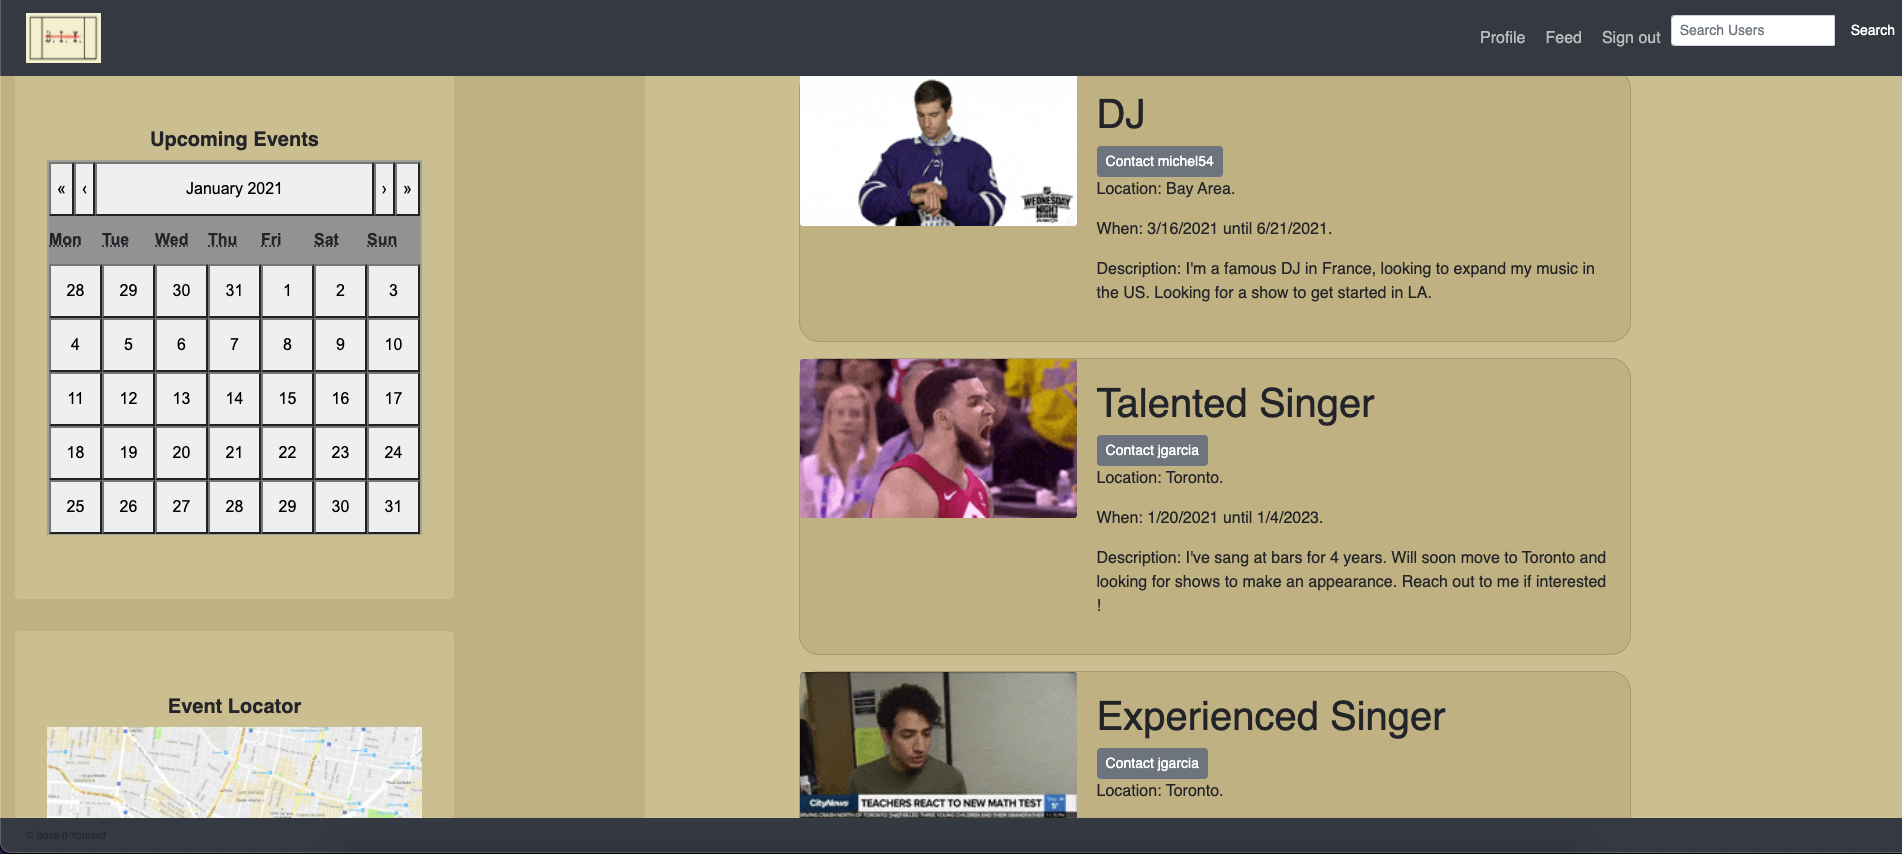 D. I. Y.
Profile
Feed
Sign out
Search Users
Search
Upcoming Events
«
‹
January 2021
›
»
Mon Tue Wed Thu Fri Sat Sun
28 29 30 31 1 2 3
4 5 6 7 8 9 10
11 12 13 14 15 16 17
18 19 20 21 22 23 24
25 26 27 28 29 30 31
Event Locator
WEDNESDAY
NIGHT
DJ
Contact michel54
Location: Bay Area.
When: 3/16/2021 until 6/21/2021.
Description: I'm a famous DJ in France, looking to expand my music in
the US. Looking for a show to get started in LA.
Talented Singer
Contact jgarcia
Location: Toronto.
When: 1/20/2021 until 1/4/2023.
Description: I've sang at bars for 4 years. Will soon move to Toronto and
looking for shows to make an appearance. Reach out to me if interested
!
CityNews TEACHERS REACT TO NEW MATH TEST 5°
Experienced Singer
Contact jgarcia
Location: Toronto.
© Book-It-Yourself